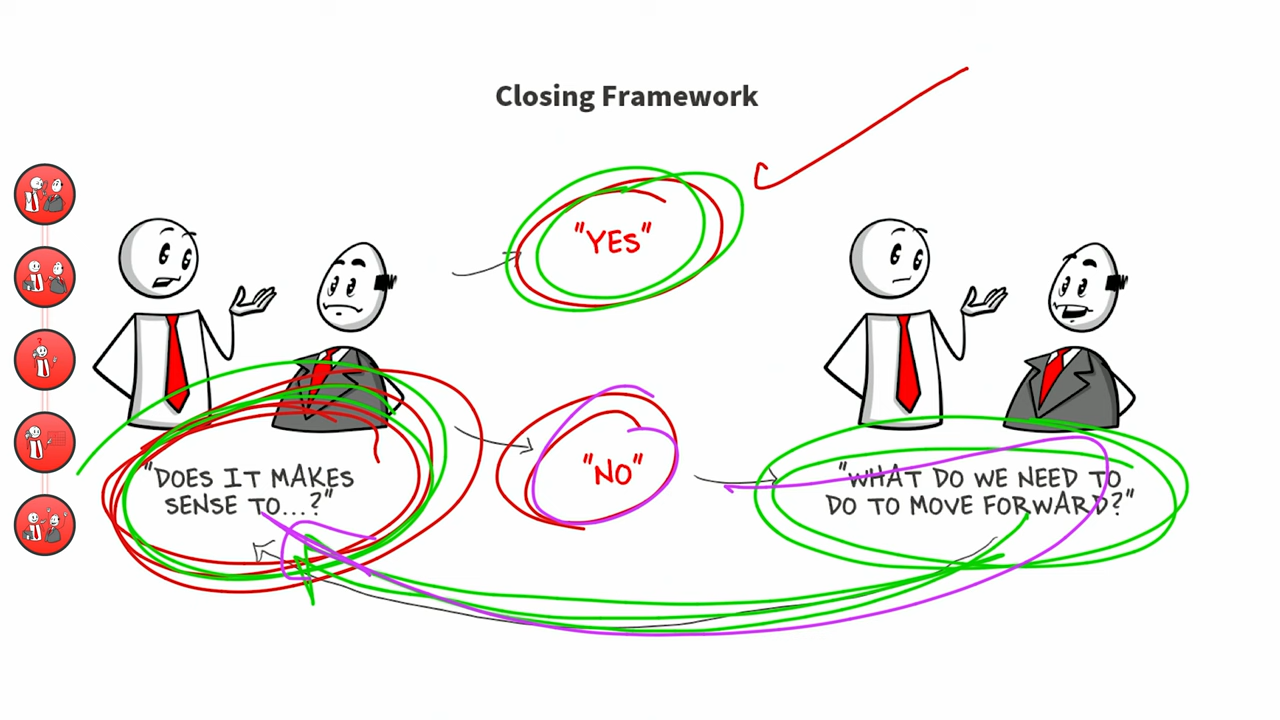 Closing Framework
"YES"
"DOES IT MAKES
SENSE TO...?"
"NO"
"WHAT DO WE NEED TO
DO TO MOVE FORWARD?"